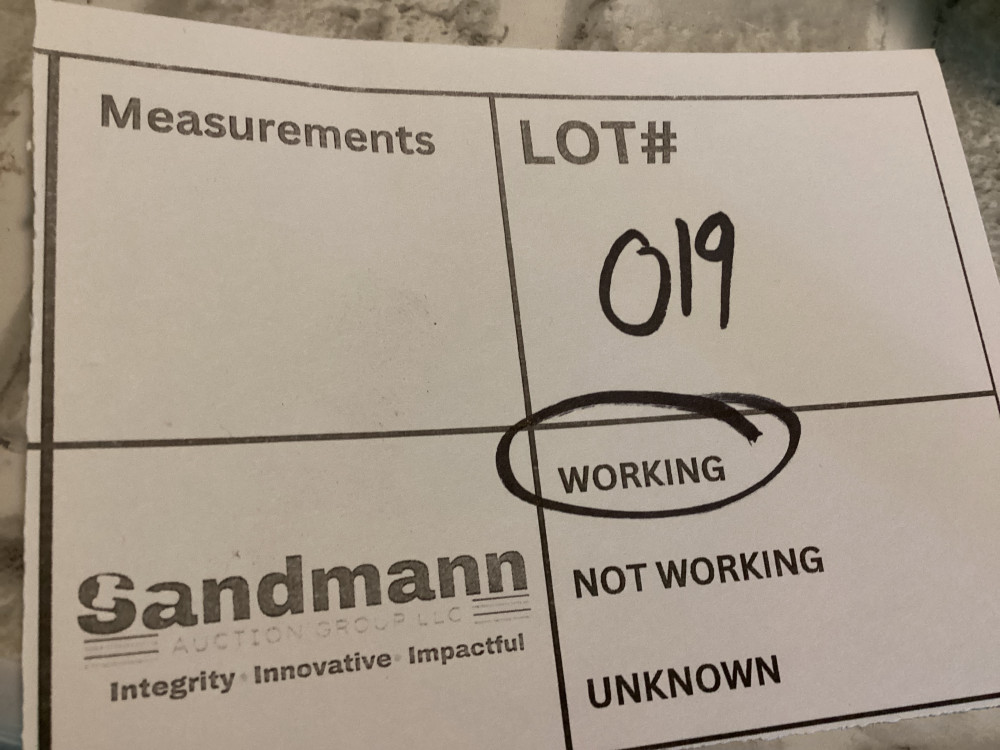 Measurements
LOT#
019
WORKING
NOT WORKING
UNKNOWN
Sandmann
AUCTION GROUP LLC
Integrity • Innovative • Impactful